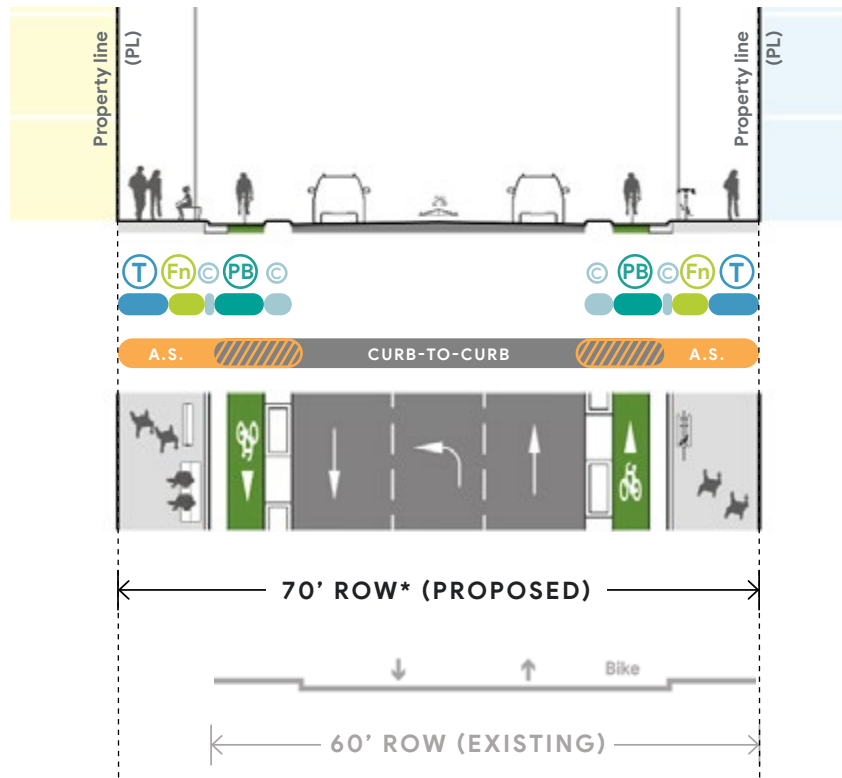 Property line
(PL)
Property line
(PL)
2%
T Fn © PB ©
© PB © Fn T
A.S. CURB-TO-CURB A.S.
70’ ROW* (PROPOSED)
Bike
60’ ROW (EXISTING)